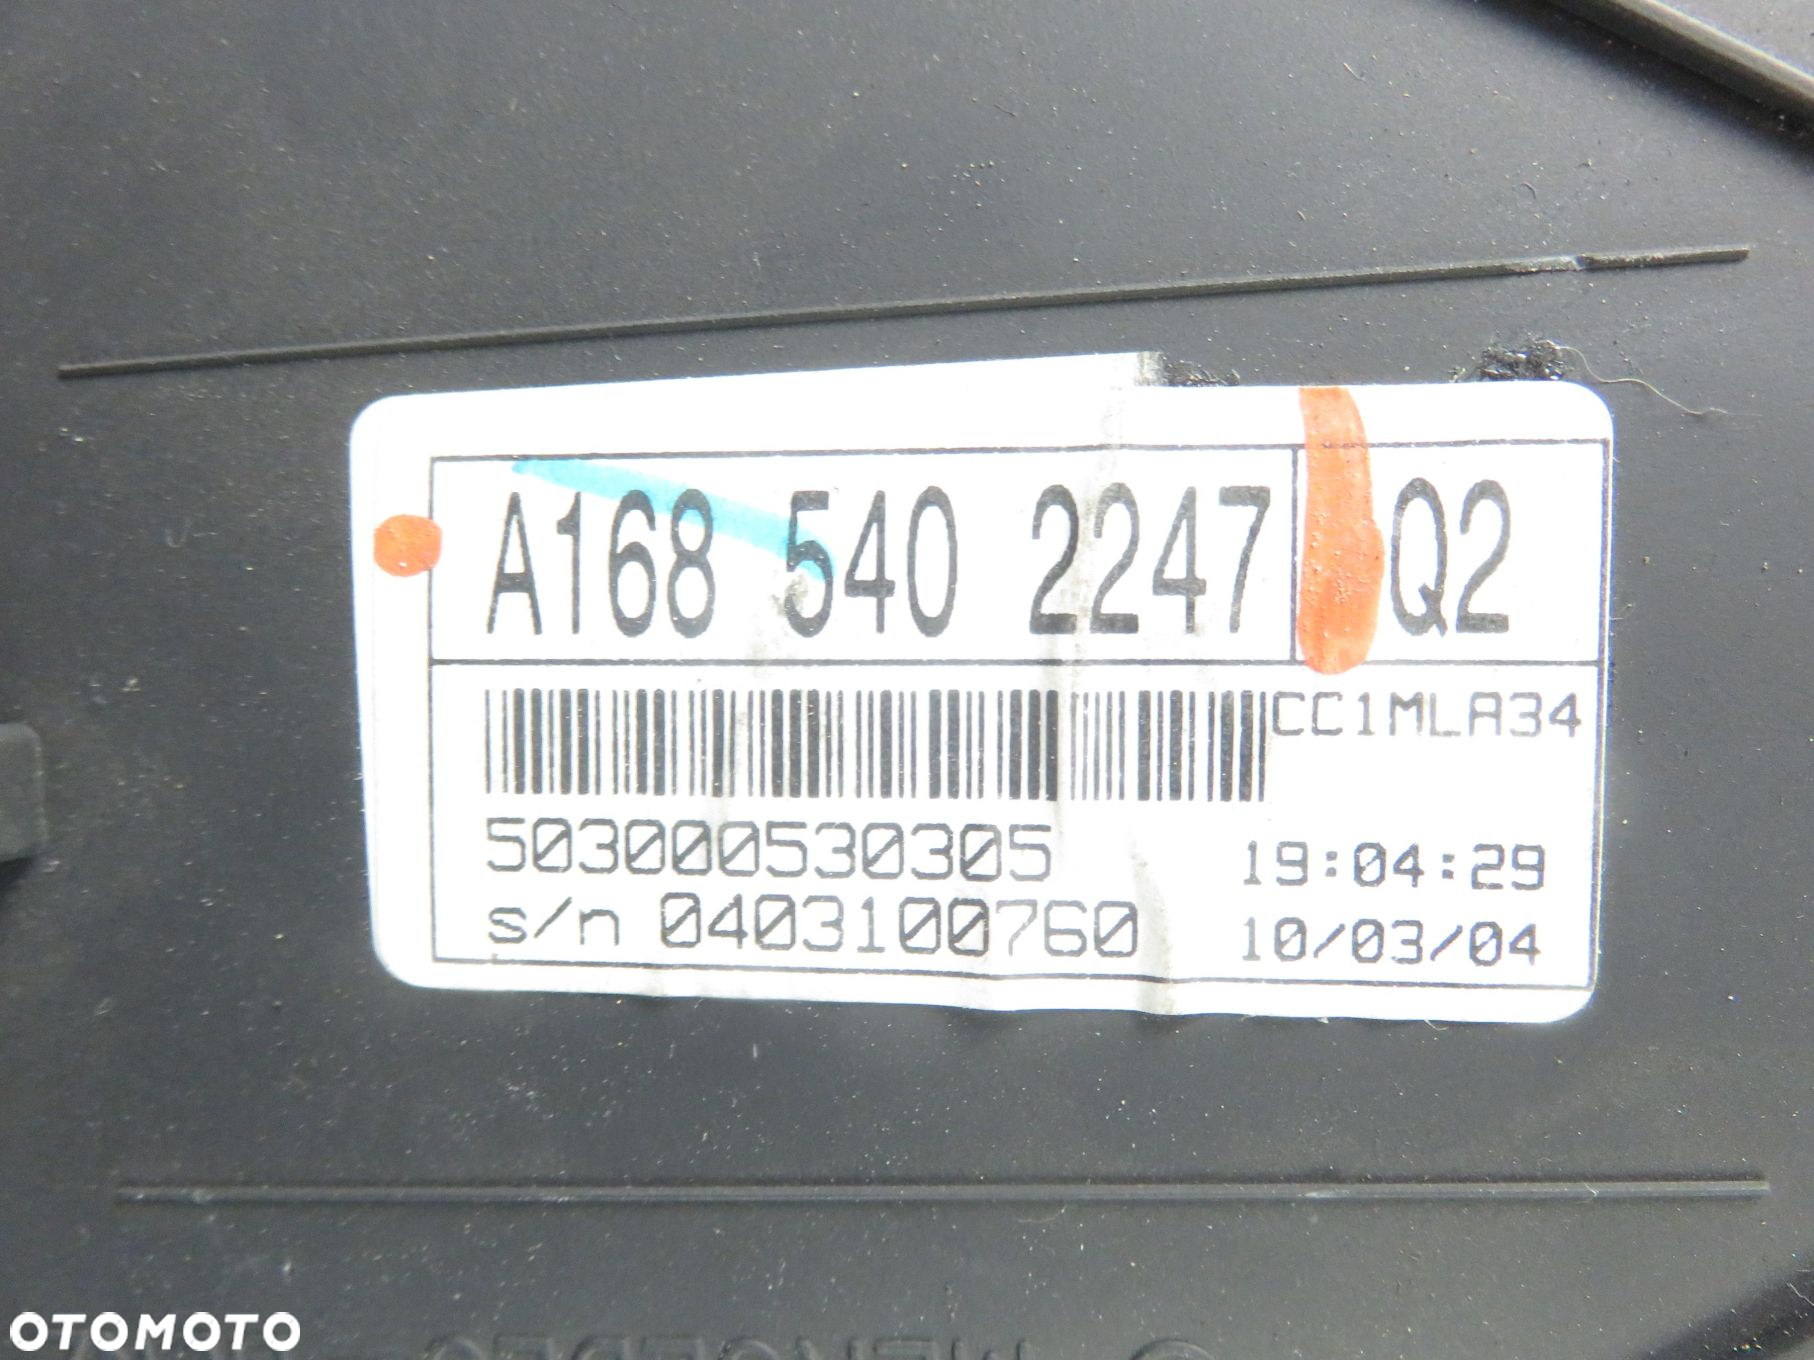 A168 540 2247 Q2
CC1MLA34
503000530305 19:04:29
s/n 0403100760 10/03/04
OTOMOTO